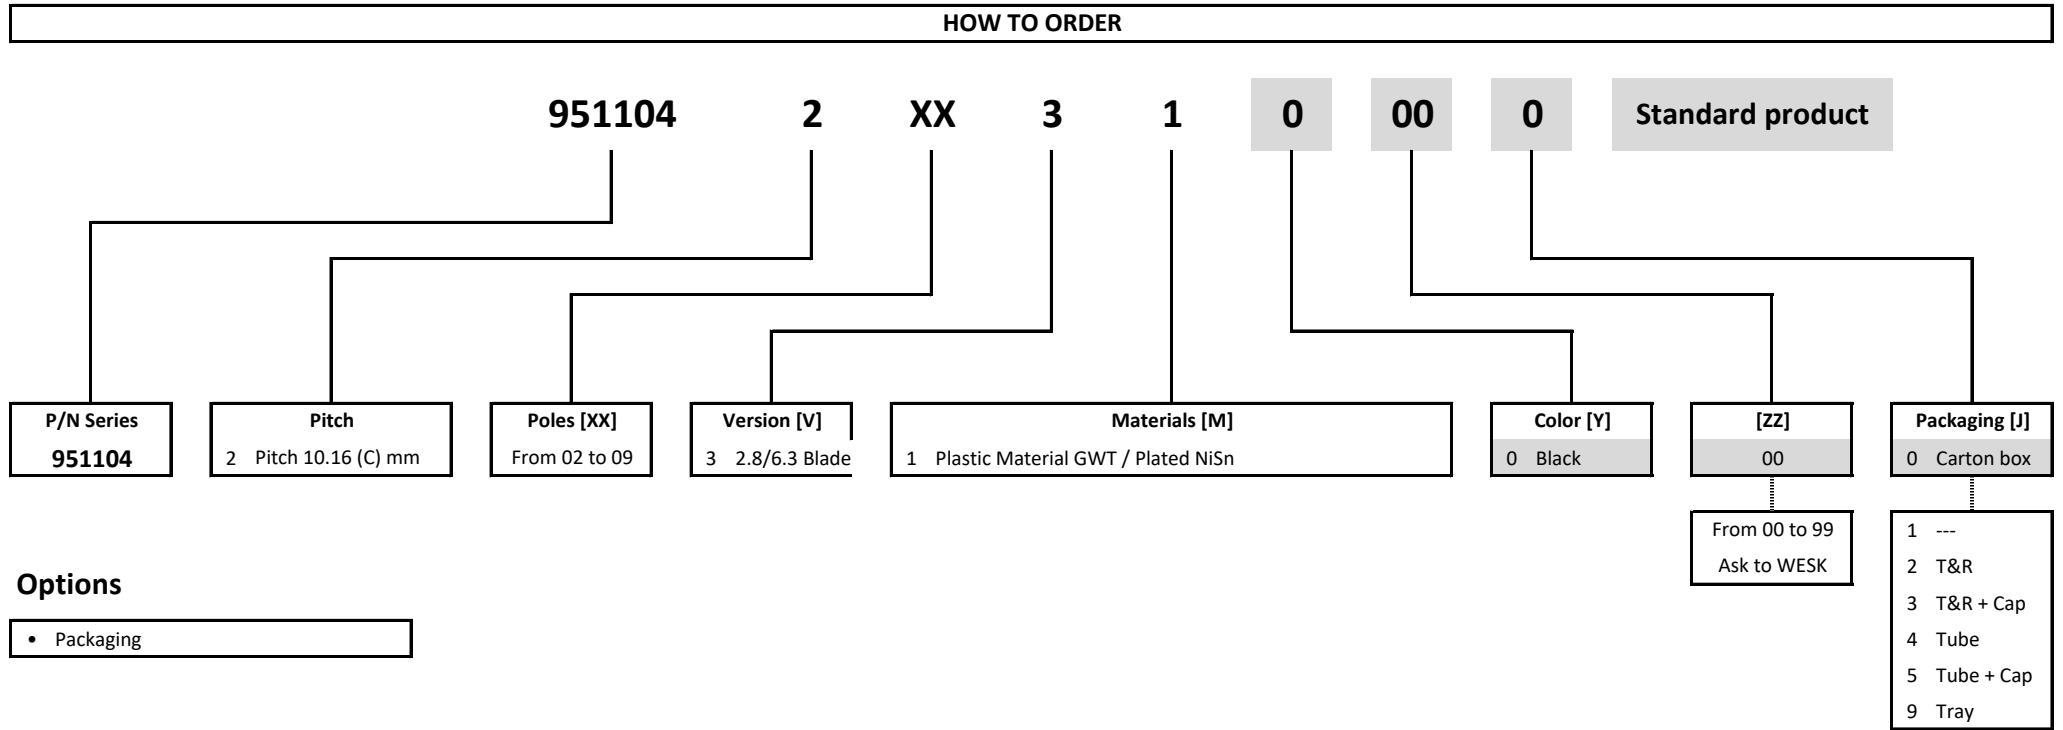 HOW TO ORDER
951104 2 XX 3 1 0 00 0 Standard product
P/N Series Pitch Poles [XX] Version [V] Materials [M] Color [Y] [ZZ] Packaging [J]
951104 2 Pitch 10.16 (C) mm From 02 to 09 3 2.8/6.3 Blade 1 Plastic Material GWT / Plated NiSn 0 Black 00 0 Carton box
From 00 to 99
Ask to WESK
1 ---
2 T&R
3 T&R + Cap
4 Tube
5 Tube + Cap
9 Tray
Options
• Packaging